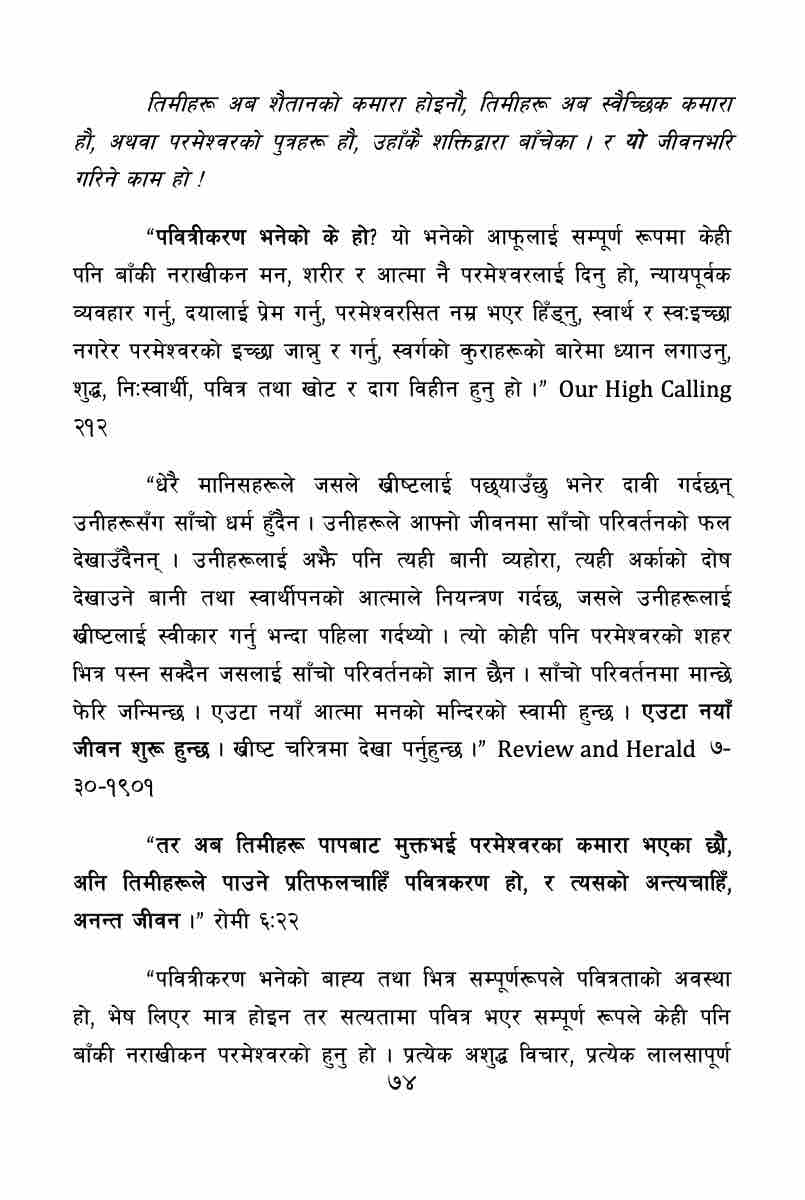 तिमीहरू अब शैतानको कमारा होइनौ, तिमीहरू अब स्वैच्छिक कमारा
हौ, अथवा परमेश्वरको पुत्रहरू हौ, उहाँकै शक्तिद्वारा बाँचेका । र यो जीवनभरि
गरिने काम हो !
“पवित्रीकरण भनेको के हो? यो भनेको आफूलाई सम्पूर्ण रूपमा केही
पनि बाँकी नराखीकन मन, शरीर र आत्मा नै परमेश्वरलाई दिनु हो, न्यायपूर्वक
व्यवहार गर्नु, दयालाई प्रेम गर्नु, परमेश्वरसित नम्र भएर हिँड्नु, स्वार्थ र स्वःइच्छा
नगरेर परमेश्वरको इच्छा जान्नु र गर्नु, स्वर्गको कुराहरूको बारेमा ध्यान लगाउनु,
शुद्ध, निःस्वार्थी, पवित्र तथा खोट र दाग विहीन हुनु हो ।” Our High Calling
२१२
“धेरै मानिसहरूले जसले ख्रीष्टलाई पछ्याउँछु भनेर दावी गर्दछन्
उनीहरूसँग साँचो धर्म हुँदैन । उनीहरूले आफ्नो जीवनमा साँचो परिवर्तनको फल
देखाउँदैनन् । उनीहरूलाई अझै पनि त्यही बानी व्यहोरा, त्यही अर्काको दोष
देखाउने बानी तथा स्वार्थीपनको आत्माले नियन्त्रण गर्दछ, जसले उनीहरूलाई
ख्रीष्टलाई स्वीकार गर्नु भन्दा पहिला गर्दथ्यो । त्यो कोही पनि परमेश्वरको शहर
भित्र पस्न सक्दैन जसलाई साँचो परिवर्तनको ज्ञान छैन । साँचो परिवर्तनमा मान्छे
फेरि जन्मिन्छ । एउटा नयाँ आत्मा मनको मन्दिरको स्वामी हुन्छ । एउटा नयाँ
जीवन शुरू हुन्छ । ख्रीष्ट चरित्रमा देखा पर्नुहुन्छ ।” Review and Herald ७-
३०-१९०१
“तर अब तिमीहरू पापबाट मुक्तभई परमेश्वरका कमारा भएका छौ,
अनि तिमीहरूले पाउने प्रतिफलचाहिँ पवित्रकरण हो, र त्यसको अन्त्यचाहिँ,
अनन्त जीवन ।” रोमी ६:२२
“पवित्रीकरण भनेको बाह्य तथा भित्र सम्पूर्णरूपले पवित्रताको अवस्था
हो, भेष लिएर मात्र होइन तर सत्यतामा पवित्र भएर सम्पूर्ण रूपले केही पनि
बाँकी नराखीकन परमेश्वरको हुनु हो । प्रत्येक अशुद्ध विचार, प्रत्येक लालसापूर्ण
७४